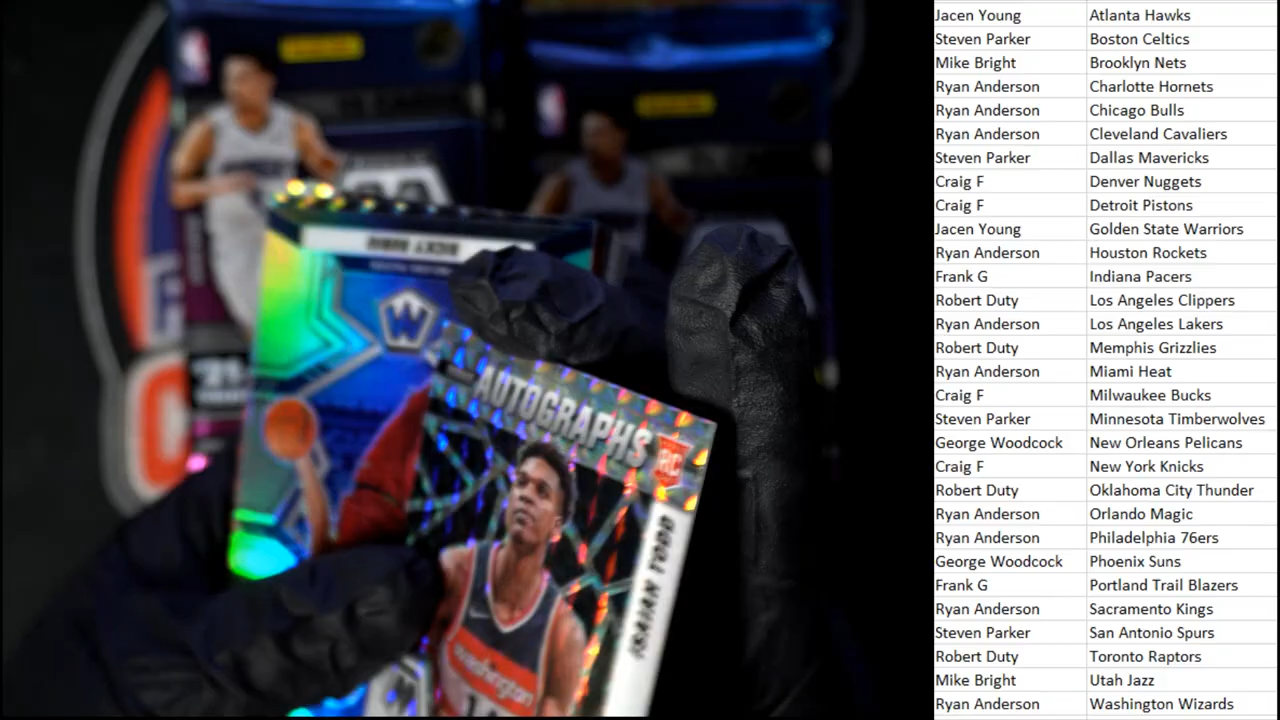 Jacen Young Atlanta Hawks
Steven Parker Boston Celtics
Mike Bright Brooklyn Nets
Ryan Anderson Charlotte Hornets
Ryan Anderson Chicago Bulls
Ryan Anderson Cleveland Cavaliers
Steven Parker Dallas Mavericks
Craig F Denver Nuggets
Craig F Detroit Pistons
Jacen Young Golden State Warriors
Ryan Anderson Houston Rockets
Frank G Indiana Pacers
Robert Duty Los Angeles Clippers
Ryan Anderson Los Angeles Lakers
Robert Duty Memphis Grizzlies
Ryan Anderson Miami Heat
Craig F Milwaukee Bucks
Steven Parker Minnesota Timberwolves
George Woodcock New Orleans Pelicans
Craig F New York Knicks
Robert Duty Oklahoma City Thunder
Ryan Anderson Orlando Magic
Ryan Anderson Philadelphia 76ers
George Woodcock Phoenix Suns
Frank G Portland Trail Blazers
Ryan Anderson Sacramento Kings
Steven Parker San Antonio Spurs
Robert Duty Toronto Raptors
Mike Bright Utah Jazz
Ryan Anderson Washington Wizards
AUTOGRAPHS
RC
ISAIAH TODD
Washington